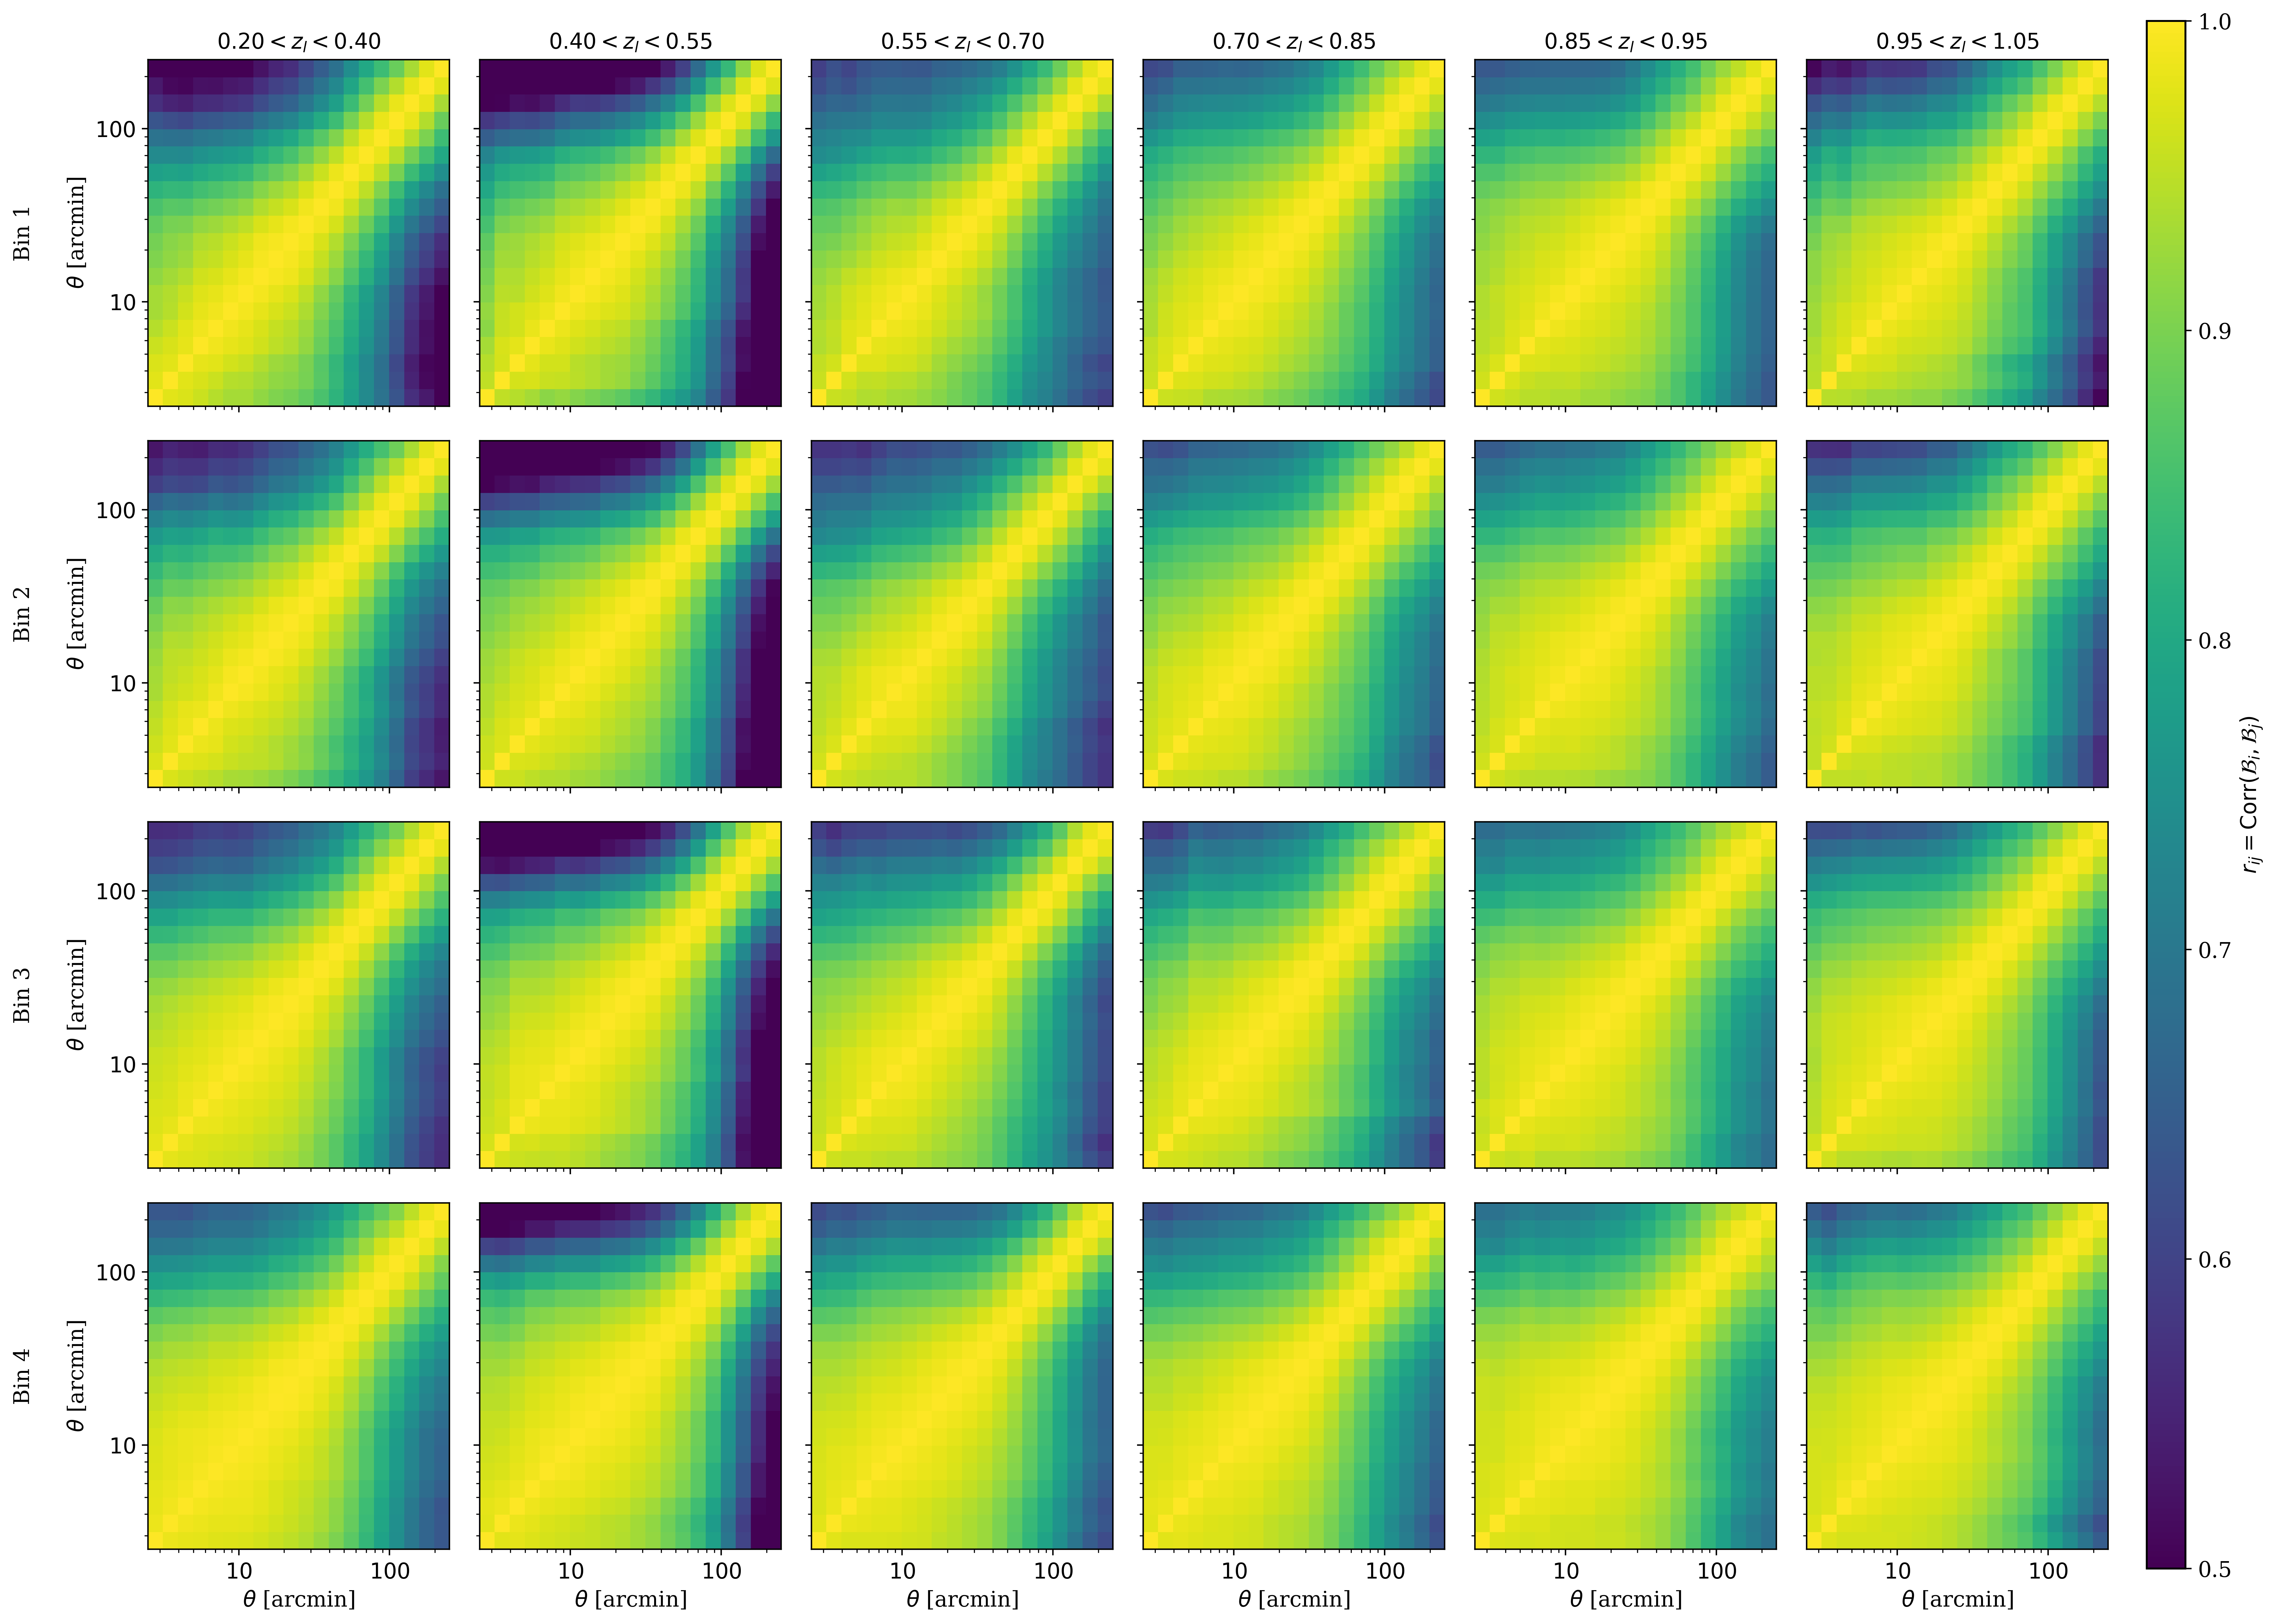 0.20 < z_l < 0.40
0.40 < z_l < 0.55
0.55 < z_l < 0.70
0.70 < z_l < 0.85
0.85 < z_l < 0.95
0.95 < z_l < 1.05
Bin 1
θ [arcmin]
100
10
Bin 2
θ [arcmin]
100
10
Bin 3
θ [arcmin]
100
10
Bin 4
θ [arcmin]
100
10
10 100
10 100
10 100
10 100
10 100
10 100
θ [arcmin]
θ [arcmin]
θ [arcmin]
θ [arcmin]
θ [arcmin]
θ [arcmin]
1.0
0.9
0.8
0.7
0.6
0.5
r_{ij} = Corr(ℬ_i, ℬ_j)